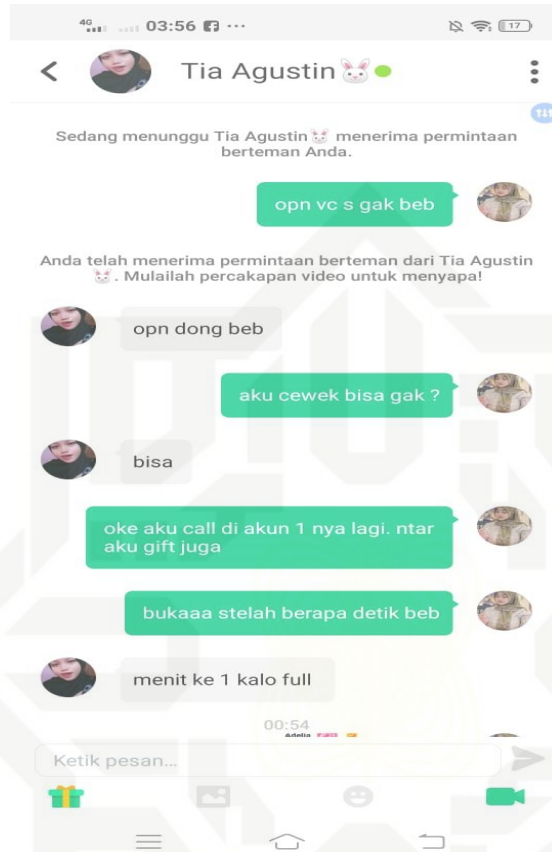 4G 03:56
17
Tia Agustin
Sedang menunggu Tia Agustin menerima permintaan
berteman Anda.
opn vc s gak beb
Anda telah menerima permintaan berteman dari Tia Agustin
. Mulailah percakapan video untuk menyapa!
opn dong beb
aku cewek bisa gak ?
bisa
oke aku call di akun 1 nya lagi. ntar
aku gift juga
bukaaa stelah berapa detik beb
menit ke 1 kalo full
00:54
Adelia
Ketik pesan...